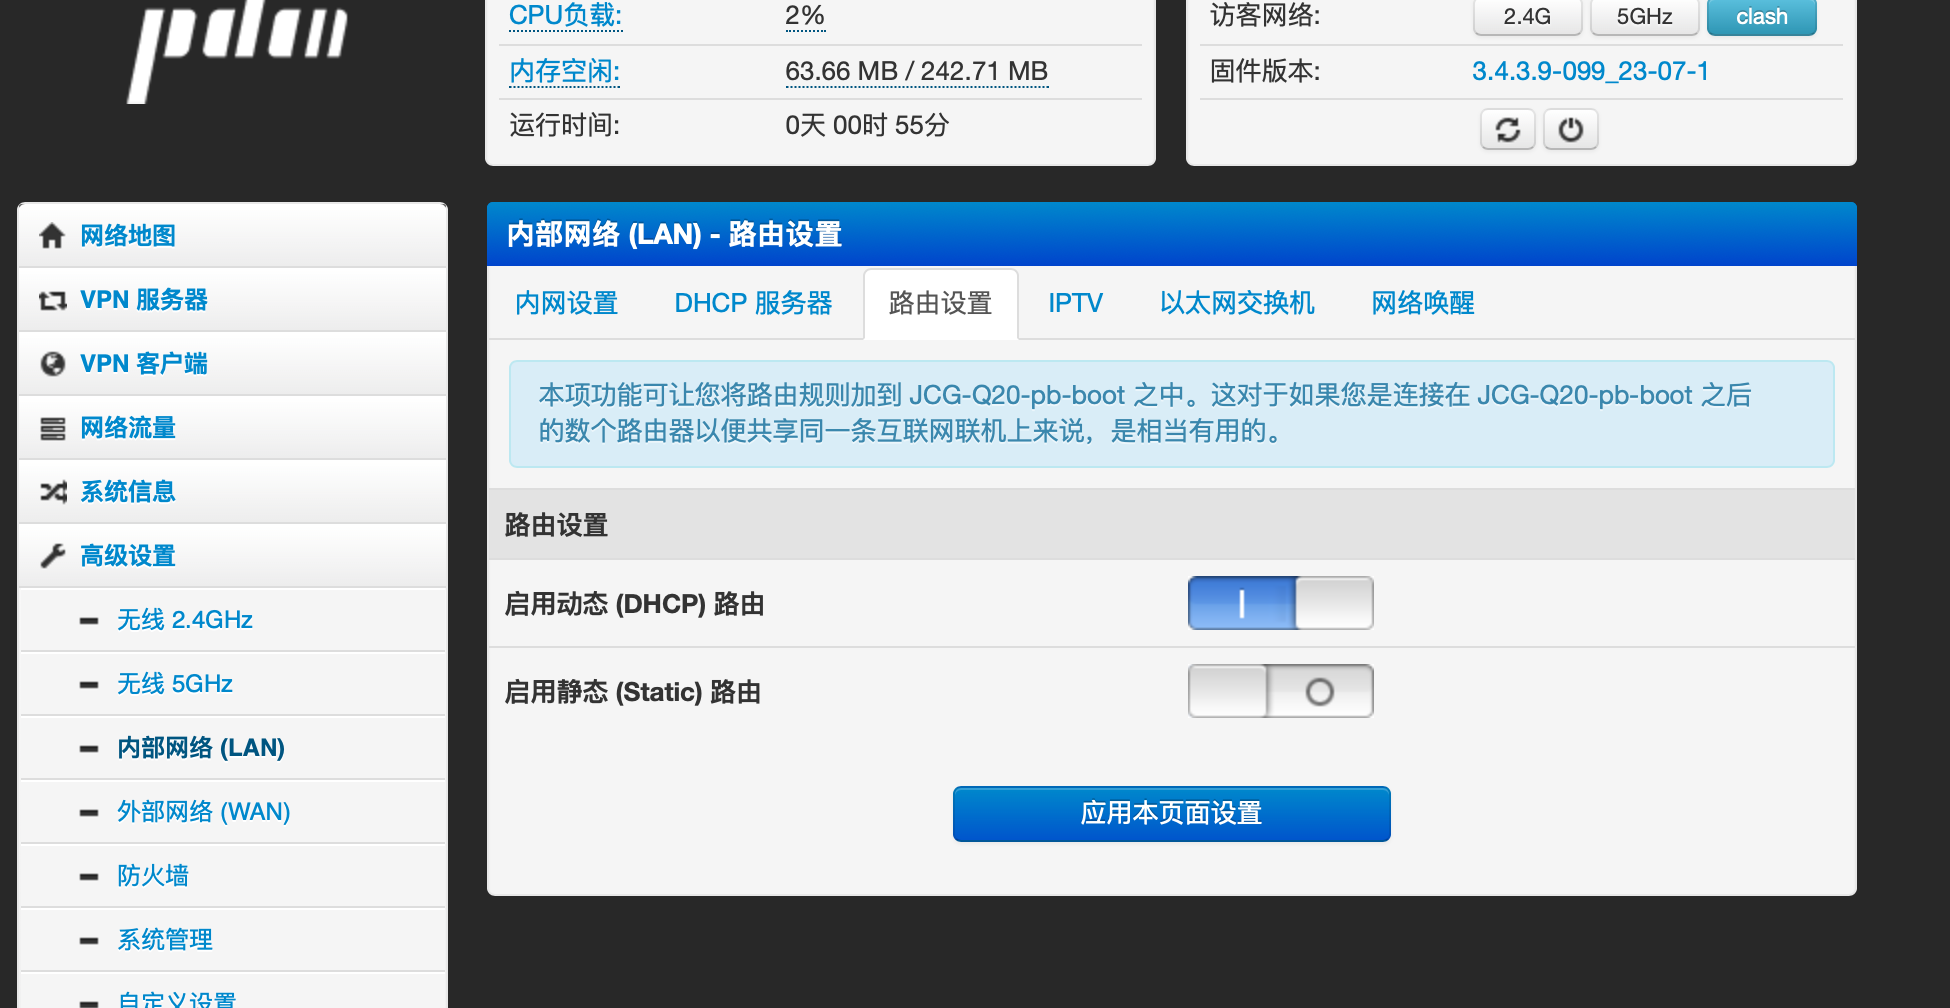 pdcn
CPU负载: 2%
内存空闲: 63.66 MB / 242.71 MB
运行时间: 0天 00时 55分
访客网络: 2.4G 5GHz clash
固件版本: 3.4.3.9-099_23-07-1
网络地图
VPN 服务器
VPN 客户端
网络流量
系统信息
高级设置
无线 2.4GHz
无线 5GHz
内部网络 (LAN)
外部网络 (WAN)
防火墙
系统管理
自定义设置
内部网络 (LAN) - 路由设置
内网设置 DHCP 服务器 路由设置 IPTV 以太网交换机 网络唤醒
本项功能可让您将路由规则加到 JCG-Q20-pb-boot 之中。这对于如果您是连接在 JCG-Q20-pb-boot 之后
的数个路由器以便共享同一条互联网联机上来说，是相当有用的。
路由设置
启用动态 (DHCP) 路由
启用静态 (Static) 路由
应用本页面设置